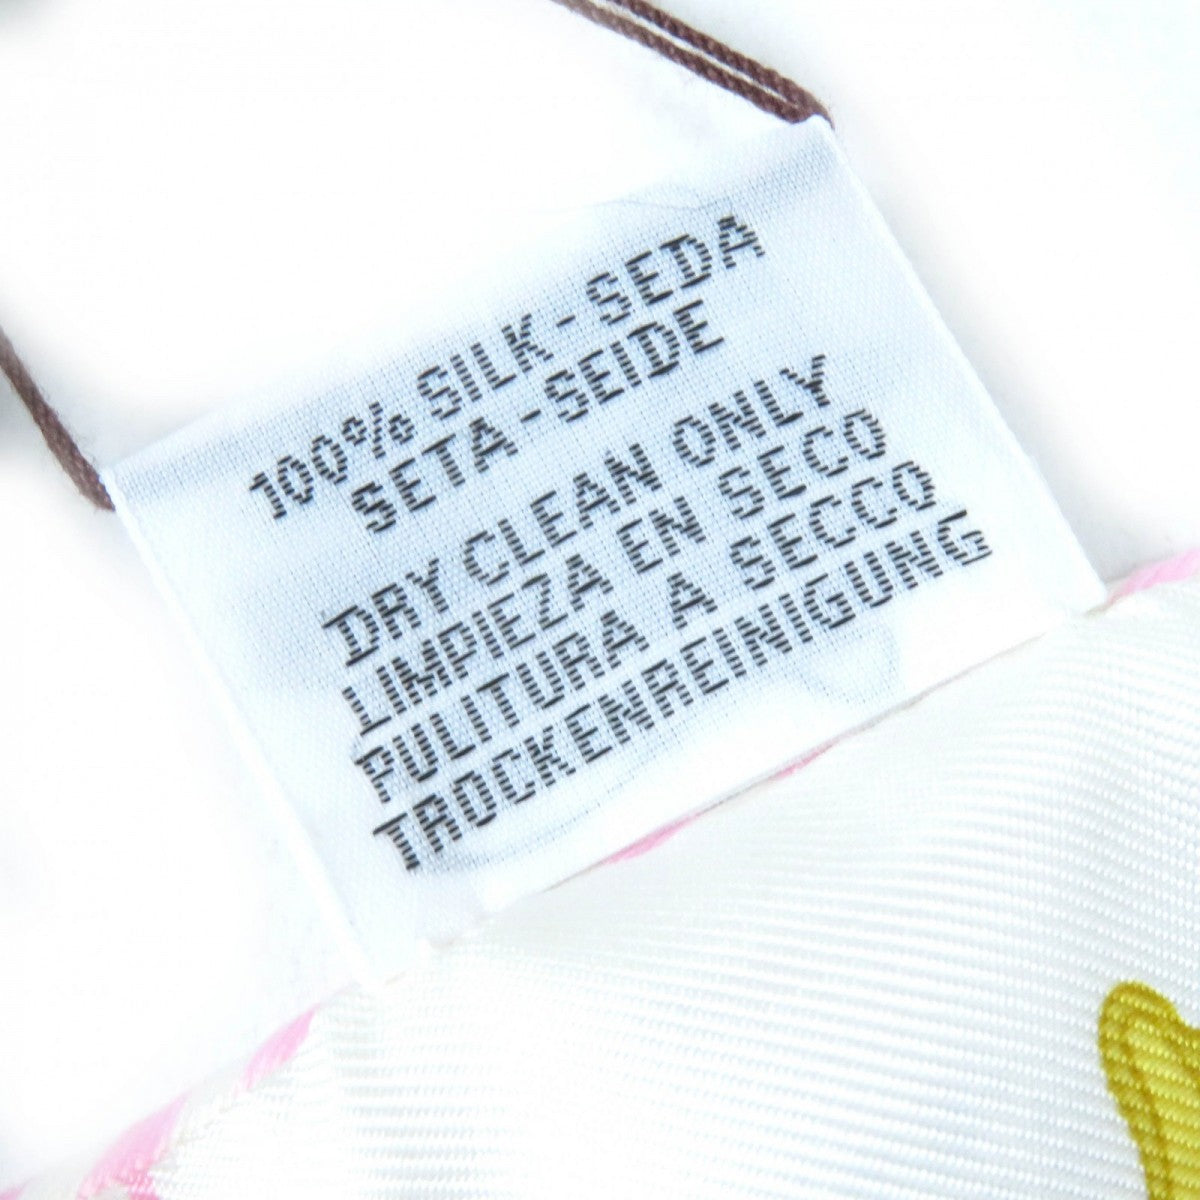 100% SILK - SEDA
SETA - SEIDE
DRY CLEAN ONLY
LIMPIEZA EN SECO
PULITURA A SECCO
TROCKENREINIGUNG